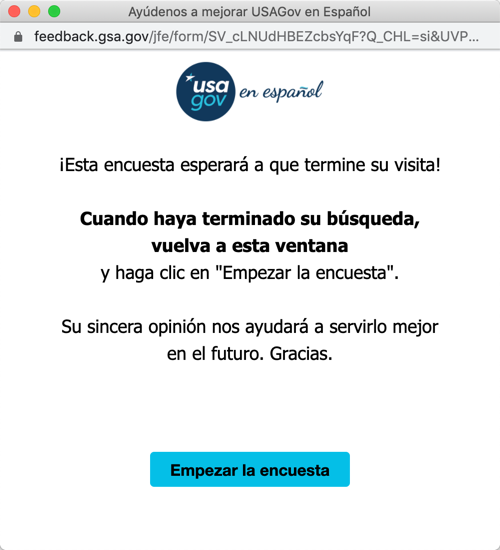 Ayúdenos a mejorar USAGov en Español
feedback.gsa.gov/jfe/form/SV_cLNUdHBEZcbsYqF?Q_CHL=si&UVP...
usa
gov
en español
¡Esta encuesta esperará a que termine su visita!
Cuando haya terminado su búsqueda,
vuelva a esta ventana
y haga clic en "Empezar la encuesta".
Su sincera opinión nos ayudará a servirlo mejor
en el futuro. Gracias.
Empezar la encuesta